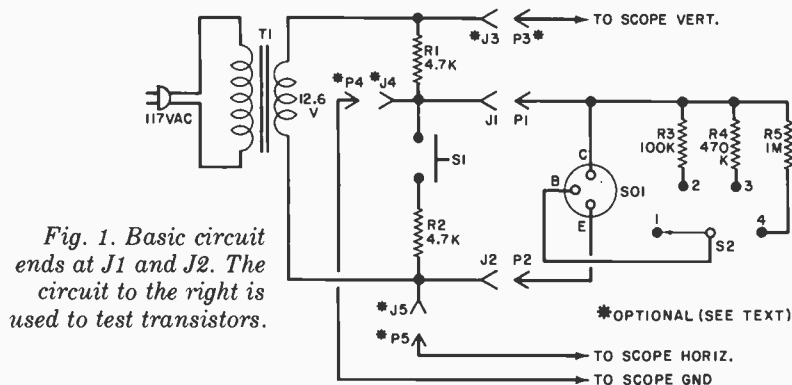 *J3 P3*
TO SCOPE VERT.
T1
R1
4.7K
*P4 *J4
12.6
V
117VAC
J1 P1
R3
100K
R4
470
K
R5
1M
S1
C
B
E
SO1
2
3
1
4
S2
R2
4.7K
J2 P2
Fig. 1. Basic circuit
ends at J1 and J2. The
circuit to the right is
used to test transistors.
*J5
*OPTIONAL (SEE TEXT)
*P5
TO SCOPE HORIZ.
TO SCOPE GND